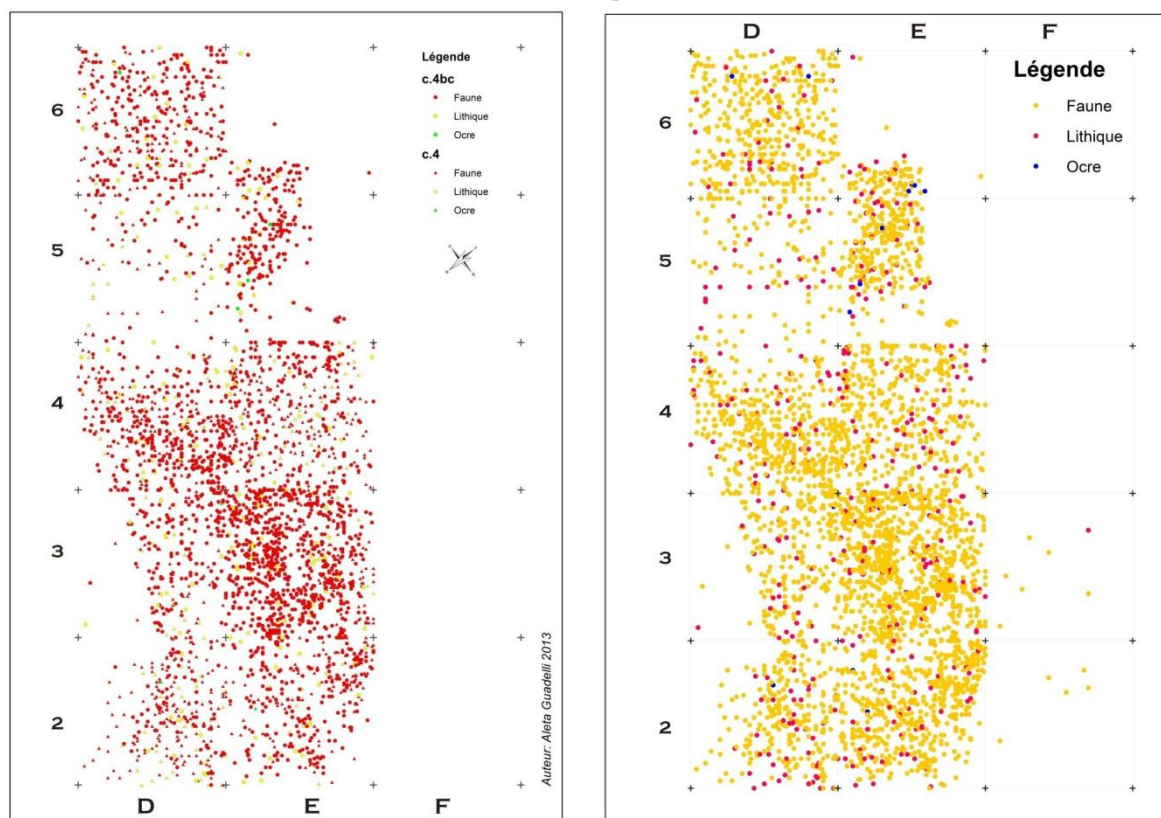 Légende
c.4bc
Faune
Lithique
Ocre
c.4
Faune
Lithique
Ocre
6
5
4
3
2
D E F
Auteur: Aleta Guadelli 2013
D E F
Légende
Faune
Lithique
Ocre
6
5
4
3
2